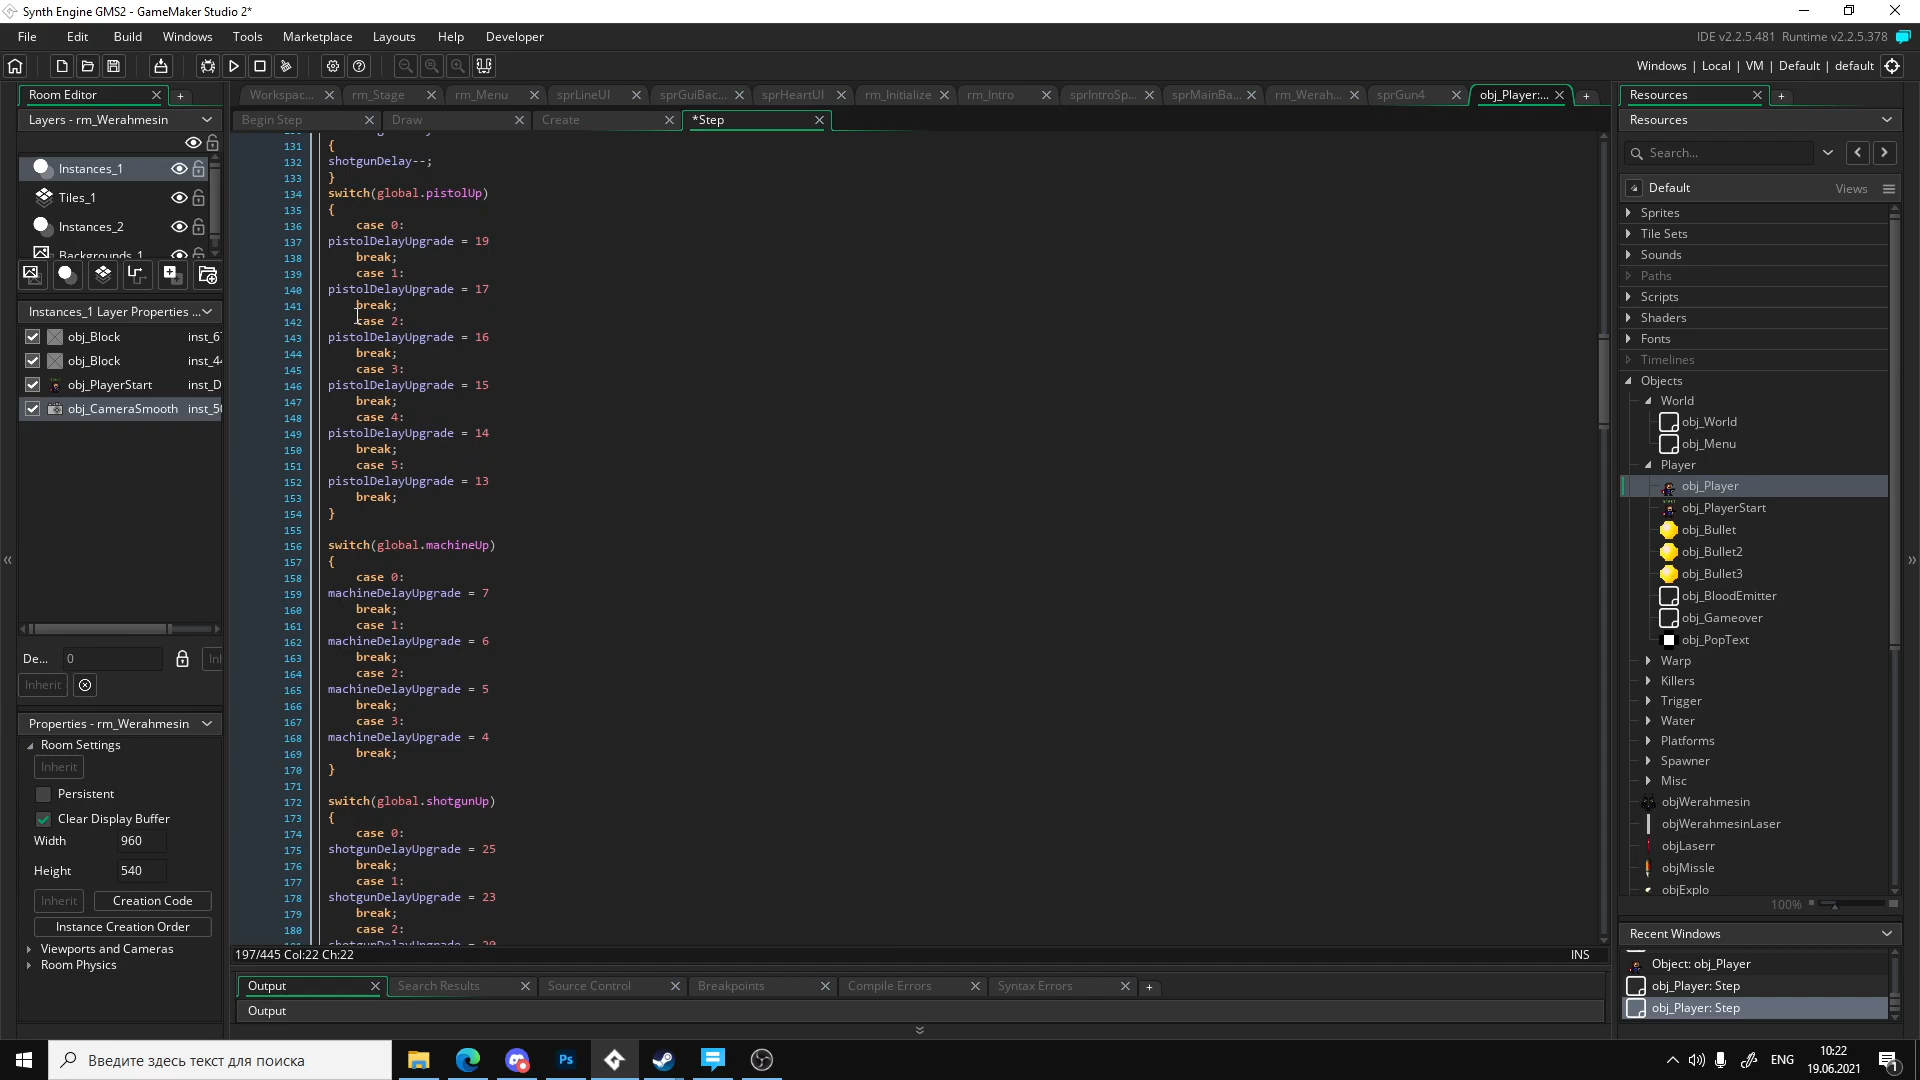 Synth Engine GMS2 - GameMaker Studio 2*
File Edit Build Windows Tools Marketplace Layouts Help Developer
IDE v2.2.5.481 Runtime v2.2.5.378
Windows | Local | VM | Default | default
Room Editor
Layers - rm_Werahmesin
Instances_1
Tiles_1
Instances_2
Backgrounds_1
Instances_1 Layer Properties ...
obj_Block inst_6
obj_Block inst_4
obj_PlayerStart inst_D
obj_CameraSmooth inst_5
De... 0
Inherit
Properties - rm_Werahmesin
Room Settings
Inherit
Persistent
Clear Display Buffer
Width 960
Height 540
Inherit Creation Code
Instance Creation Order
Viewports and Cameras
Room Physics
Workspac... rm_Stage rm_Menu sprLineUI sprGuiBac... sprHeartUI rm_Initialize rm_Intro sprIntroSp... sprMainBa... rm_Werah... sprGun4 obj_Player:...
Begin Step Draw Create *Step
131 {
132 shotgunDelay--;
133 }
134 switch(global.pistolUp)
135 {
136 case 0:
137 pistolDelayUpgrade = 19
138 break;
139 case 1:
140 pistolDelayUpgrade = 17
141 break;
142 case 2:
143 pistolDelayUpgrade = 16
144 break;
145 case 3:
146 pistolDelayUpgrade = 15
147 break;
148 case 4:
149 pistolDelayUpgrade = 14
150 break;
151 case 5:
152 pistolDelayUpgrade = 13
153 break;
154 }
155
156 switch(global.machineUp)
157 {
158 case 0:
159 machineDelayUpgrade = 7
160 break;
161 case 1:
162 machineDelayUpgrade = 6
163 break;
164 case 2:
165 machineDelayUpgrade = 5
166 break;
167 case 3:
168 machineDelayUpgrade = 4
169 break;
170 }
171
172 switch(global.shotgunUp)
173 {
174 case 0:
175 shotgunDelayUpgrade = 25
176 break;
177 case 1:
178 shotgunDelayUpgrade = 23
179 break;
180 case 2:
197/445 Col:22 Ch:22 INS
Output Search Results Source Control Breakpoints Compile Errors Syntax Errors
Output
Resources
Resources
Search...
Default Views
Sprites
Tile Sets
Sounds
Paths
Scripts
Shaders
Fonts
Timelines
Objects
World
obj_World
obj_Menu
Player
obj_Player
obj_PlayerStart
obj_Bullet
obj_Bullet2
obj_Bullet3
obj_BloodEmitter
obj_Gameover
obj_PopText
Warp
Killers
Trigger
Water
Platforms
Spawner
Misc
objWerahmesin
objWerahmesinLaser
objLaserr
objMissle
objExplo
100%
Recent Windows
Object: obj_Player
obj_Player: Step
obj_Player: Step
Введите здесь текст для поиска
Ps
ENG
10:22
19.06.2021
1